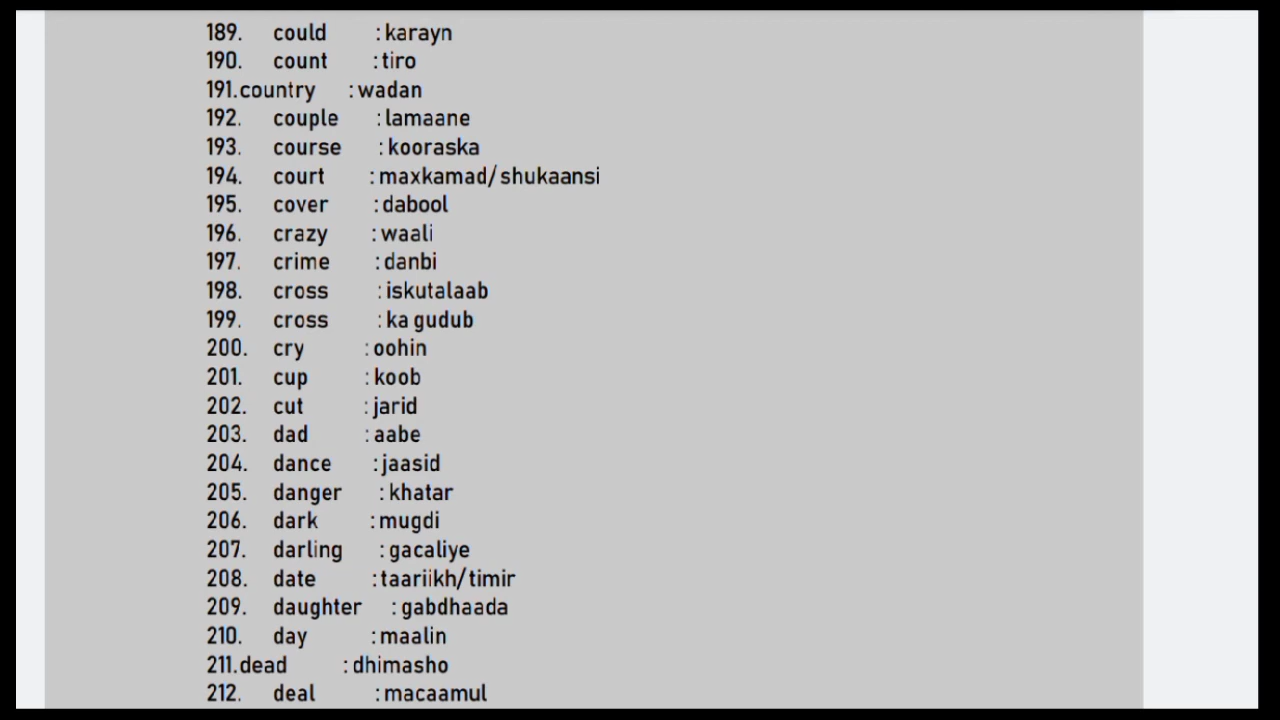 189. could : karayn
190. count : tiro
191.country : wadan
192. couple : lamaane
193. course : kooraska
194. court : maxkamad/shukaansi
195. cover : dabool
196. crazy : waali
197. crime : danbi
198. cross : iskutalaab
199. cross : ka gudub
200. cry : oohin
201. cup : koob
202. cut : jarid
203. dad : aabe
204. dance : jaasid
205. danger : khatar
206. dark : mugdi
207. darling : gacaliye
208. date : taariikh/timir
209. daughter : gabdhaada
210. day : maalin
211.dead : dhimasho
212. deal : macaamul